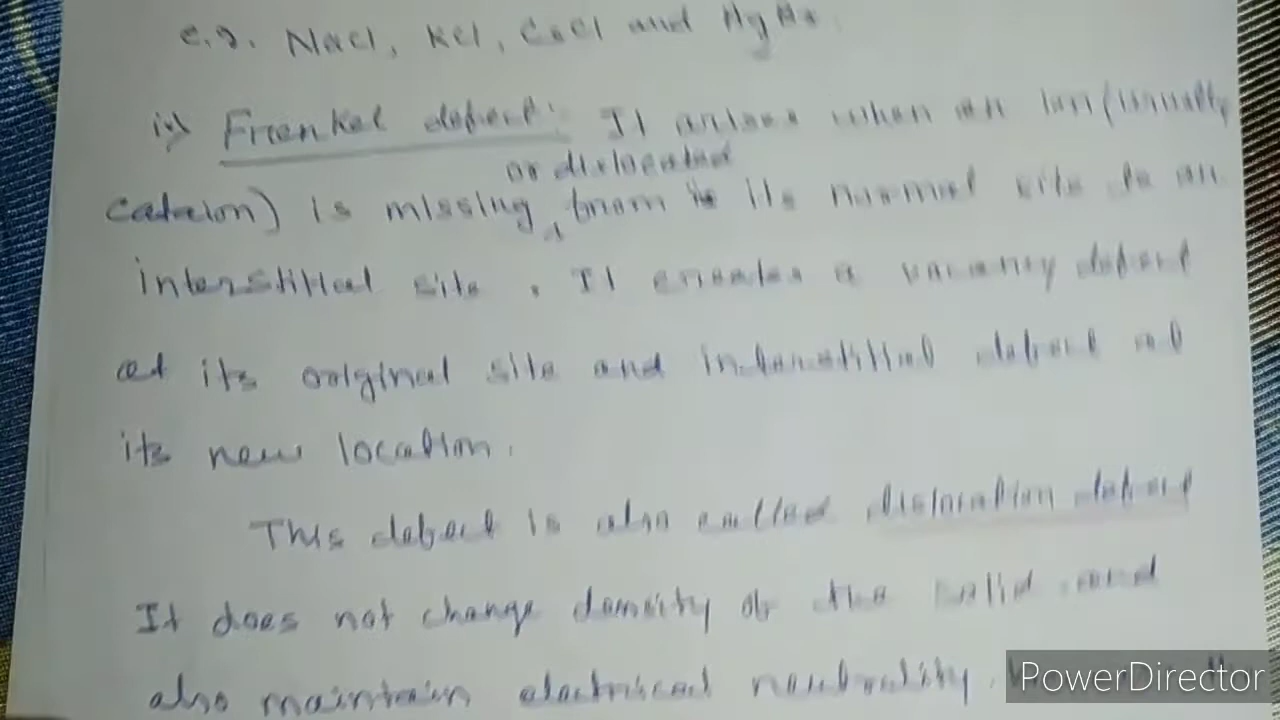 e.g. NaCl, KCl, CsCl and AgBr.
ii) Frenkel defect: It arises when an ion (usually
or dislocated
cataion) is missing from its normal site to an
interstitial site. It creates a vacancy defect
at its original site and interstitial defect at
its new location.
This defect is also called dislocation defect
It does not change density of the solid and
also maintain electrical neutrality.
PowerDirector